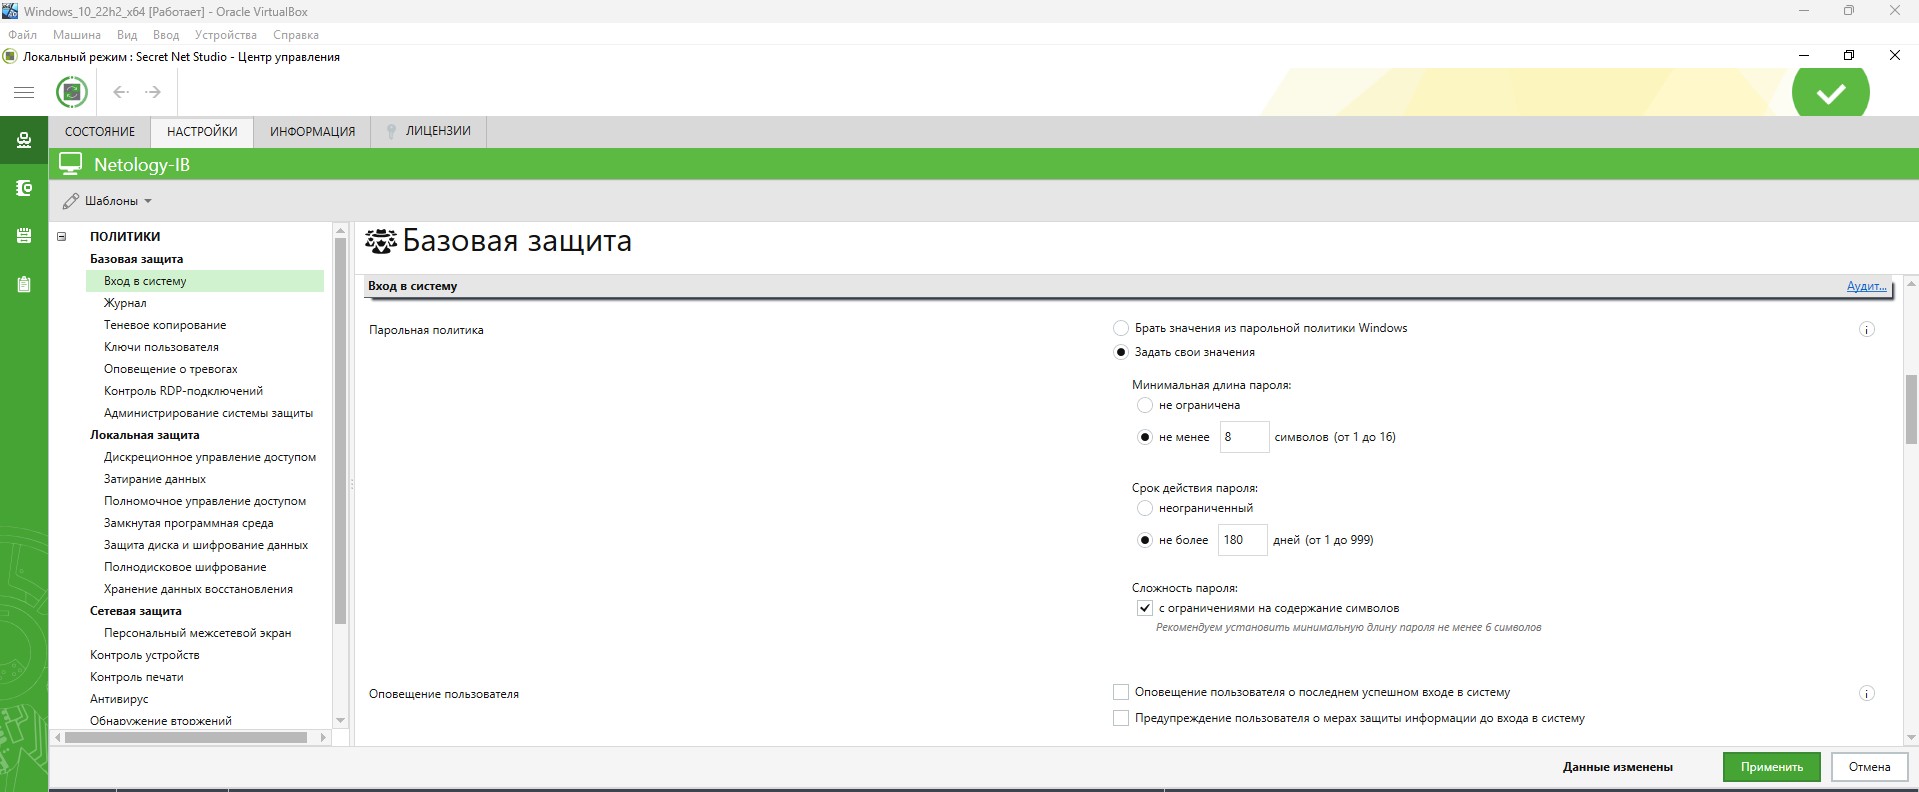 Windows_10_22h2_x64 [Работает] - Oracle VirtualBox
Файл Машина Вид Ввод Устройства Справка
Локальный режим : Secret Net Studio - Центр управления
СОСТОЯНИЕ НАСТРОЙКИ ИНФОРМАЦИЯ ЛИЦЕНЗИИ
Netology-IB
Шаблоны
ПОЛИТИКИ
Базовая защита
Вход в систему
Журнал
Теневое копирование
Ключи пользователя
Оповещение о тревогах
Контроль RDP-подключений
Администрирование системы защиты
Локальная защита
Дискреционное управление доступом
Затирание данных
Полномочное управление доступом
Замкнутая программная среда
Защита диска и шифрование данных
Полнодисковое шифрование
Хранение данных восстановления
Сетевая защита
Персональный межсетевой экран
Контроль устройств
Контроль печати
Антивирус
Обнаружение вторжений
Базовая защита
Вход в систему Аудит...
Парольная политика
Брать значения из парольной политики Windows
Задать свои значения
Минимальная длина пароля:
не ограничена
не менее 8 символов (от 1 до 16)
Срок действия пароля:
неограниченный
не более 180 дней (от 1 до 999)
Сложность пароля:
с ограничениями на содержание символов
Рекомендуем установить минимальную длину пароля не менее 6 символов
Оповещение пользователя
Оповещение пользователя о последнем успешном входе в систему
Предупреждение пользователя о мерах защиты информации до входа в систему
Данные изменены Применить Отмена